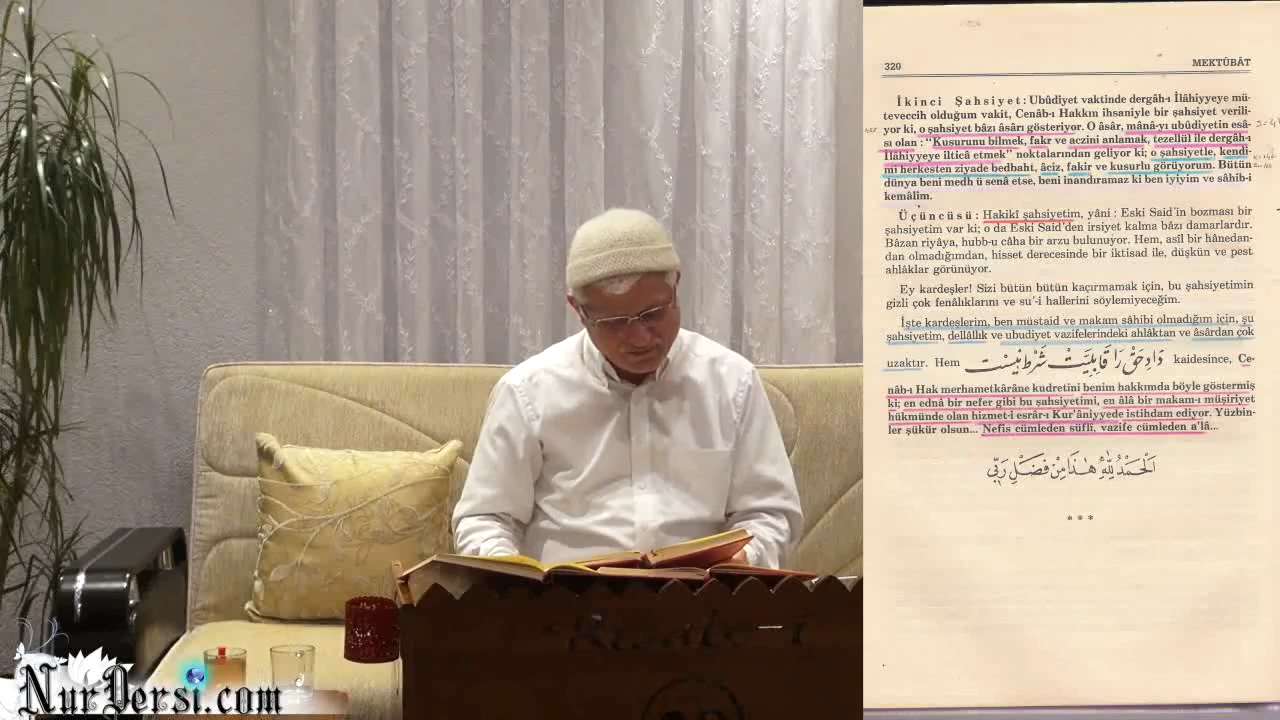 320
MEKTÛBÂT
İkinci Şahsiyet: Ubûdiyet vaktinde dergâh-ı İlâhiyyeye mü-
teveccih olduğum vakit, Cenâb-ı Hakkın ihsaniyle bir şahsiyet verili-
yor ki, o şahsiyet bâzı âsârı gösteriyor. O âsâr, mânâ-yı ubûdiyetin esâ-
sı olan : "Kusurunu bilmek, fakr ve aczini anlamak, tezellül ile dergâh-ı
İlâhiyyeye ilticâ etmek" noktalarından geliyor ki; o şahsiyetle, kendi-
mi herkesten ziyade bedbaht, âciz, fakir ve kusurlu görüyorum. Bütün
dünya beni medh ü senâ etse, beni inandıramaz ki ben iyiyim ve sâhib-i
kemâlim.
Üçüncüsü: Hakikî şahsiyetim, yâni : Eski Said'in bozması bir
şahsiyetim var ki; o da Eski Said'den irsiyet kalma bâzı damarlardır.
Bâzan riyâya, hubb-u câha bir arzu bulunuyor. Hem, asîl bir hânedan-
dan olmadığımdan, hisset derecesinde bir iktisad ile, düşkün ve pest
ahlâklar görünüyor.
Ey kardeşler! Sizi bütün bütün kaçırmamak için, bu şahsiyetimin
gizli çok fenâlıklarını ve su'-i hallerini söylemiyeceğim.
İşte kardeşlerim, ben müstaid ve makam sâhibi olmadığım için, şu
şahsiyetim, dellâllık ve ubudiyet vazifelerindeki ahlâktan ve âsârdan çok
uzaktır. Hem دَادِ حَقْ رَا قَابِلِيَّتْ شَرْط نِيسْتْ kaidesince, Ce-
nâb-ı Hak merhametkârane kudretini benim hakkımda böyle göstermiş
ki; en ednâ bir nefer gibi bu şahsiyetimi, en âlâ bir makam-ı müşiriyet
hükmünde olan hizmet-i esrâr-ı Kur'âniyyede istihdam ediyor. Yüzbin-
ler şükür olsun... Nefis cümleden süflî, vazife cümleden a'lâ...
اَلْحَمْدُ لِلّٰهِ هٰذَا مِنْ فَضْلِ رَبِّى
* * *
Risale-i
NurDersi.com